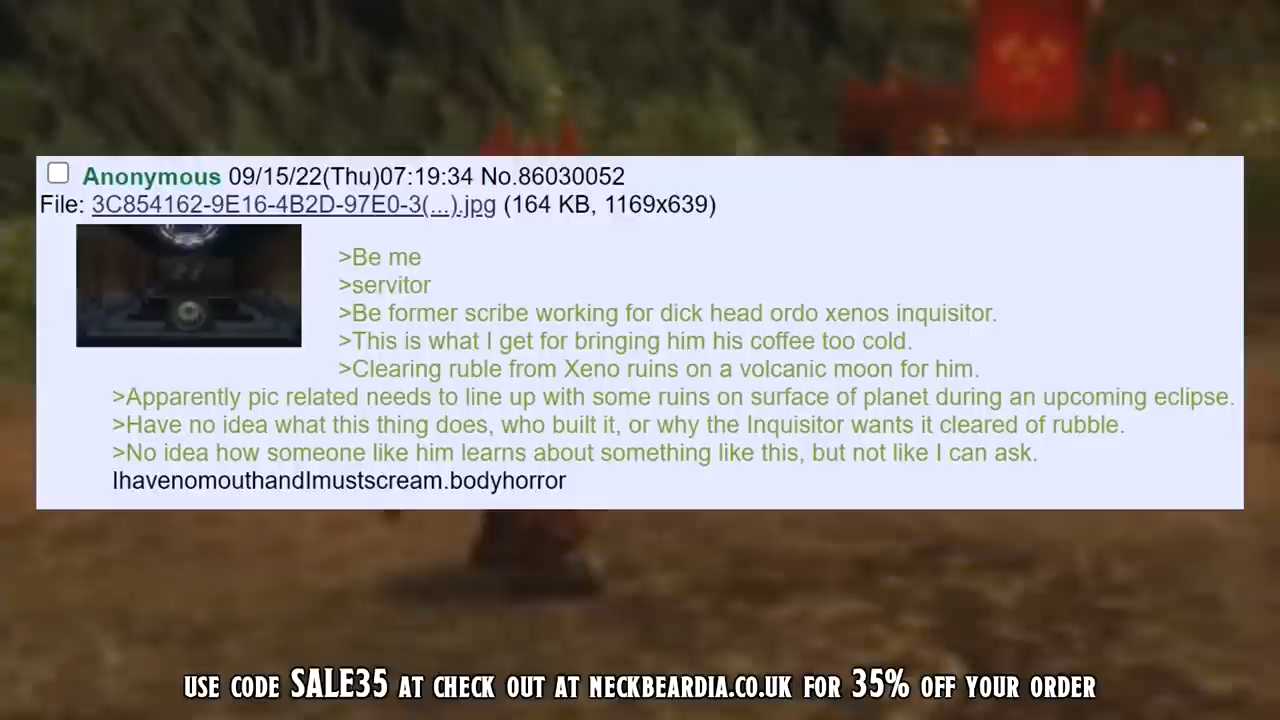 Anonymous 09/15/22(Thu)07:19:34 No.86030052
File: 3C854162-9E16-4B2D-97E0-3(...).jpg (164 KB, 1169x639)
>Be me
>servitor
>Be former scribe working for dick head ordo xenos inquisitor.
>This is what I get for bringing him his coffee too cold.
>Clearing ruble from Xeno ruins on a volcanic moon for him.
>Apparently pic related needs to line up with some ruins on surface of planet during an upcoming eclipse.
>Have no idea what this thing does, who built it, or why the Inquisitor wants it cleared of rubble.
>No idea how someone like him learns about something like this, but not like I can ask.
IhavenomouthandImustscream.bodyhorror
USE CODE SALE35 AT CHECK OUT AT NECKBEARDIA.CO.UK FOR 35% OFF YOUR ORDER